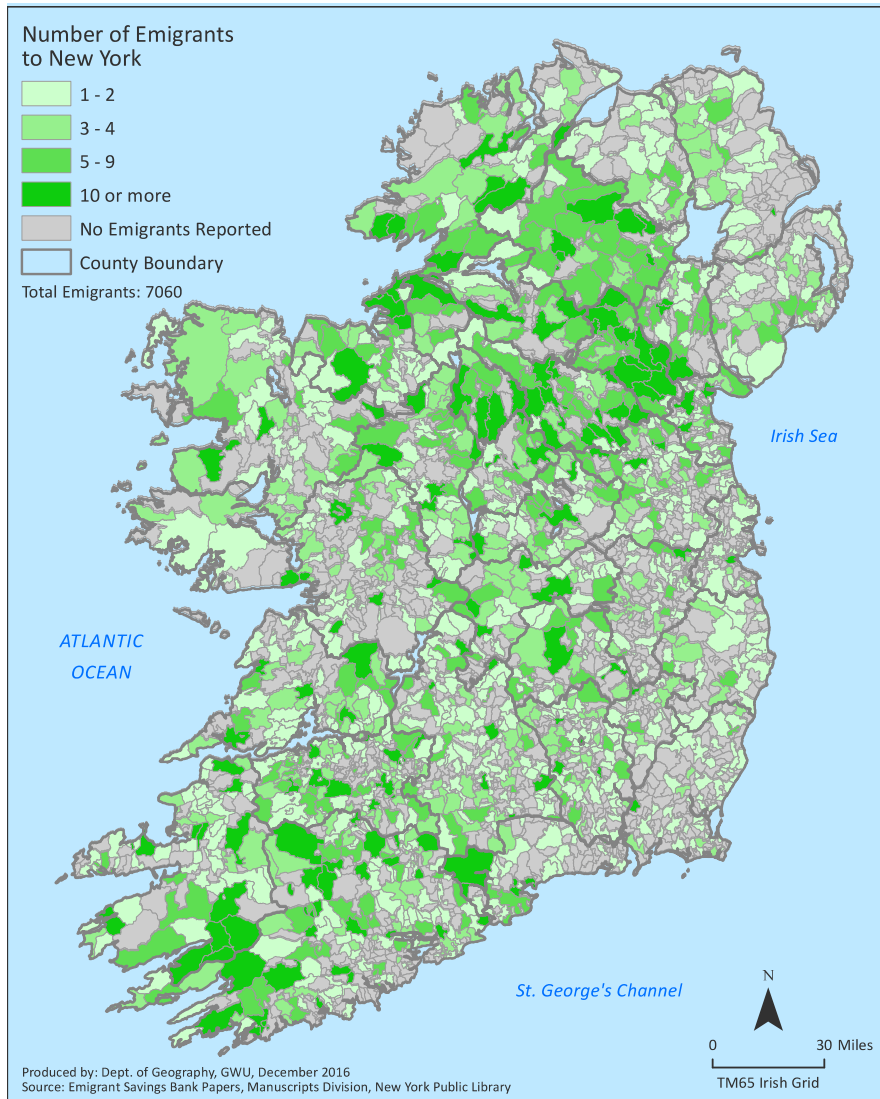 Number of Emigrants
to New York
1 - 2
3 - 4
5 - 9
10 or more
No Emigrants Reported
County Boundary
Total Emigrants: 7060
Irish Sea
ATLANTIC
OCEAN
St. George's Channel
N
0 30 Miles
TM65 Irish Grid
Produced by: Dept. of Geography, GWU, December 2016
Source: Emigrant Savings Bank Papers, Manuscripts Division, New York Public Library